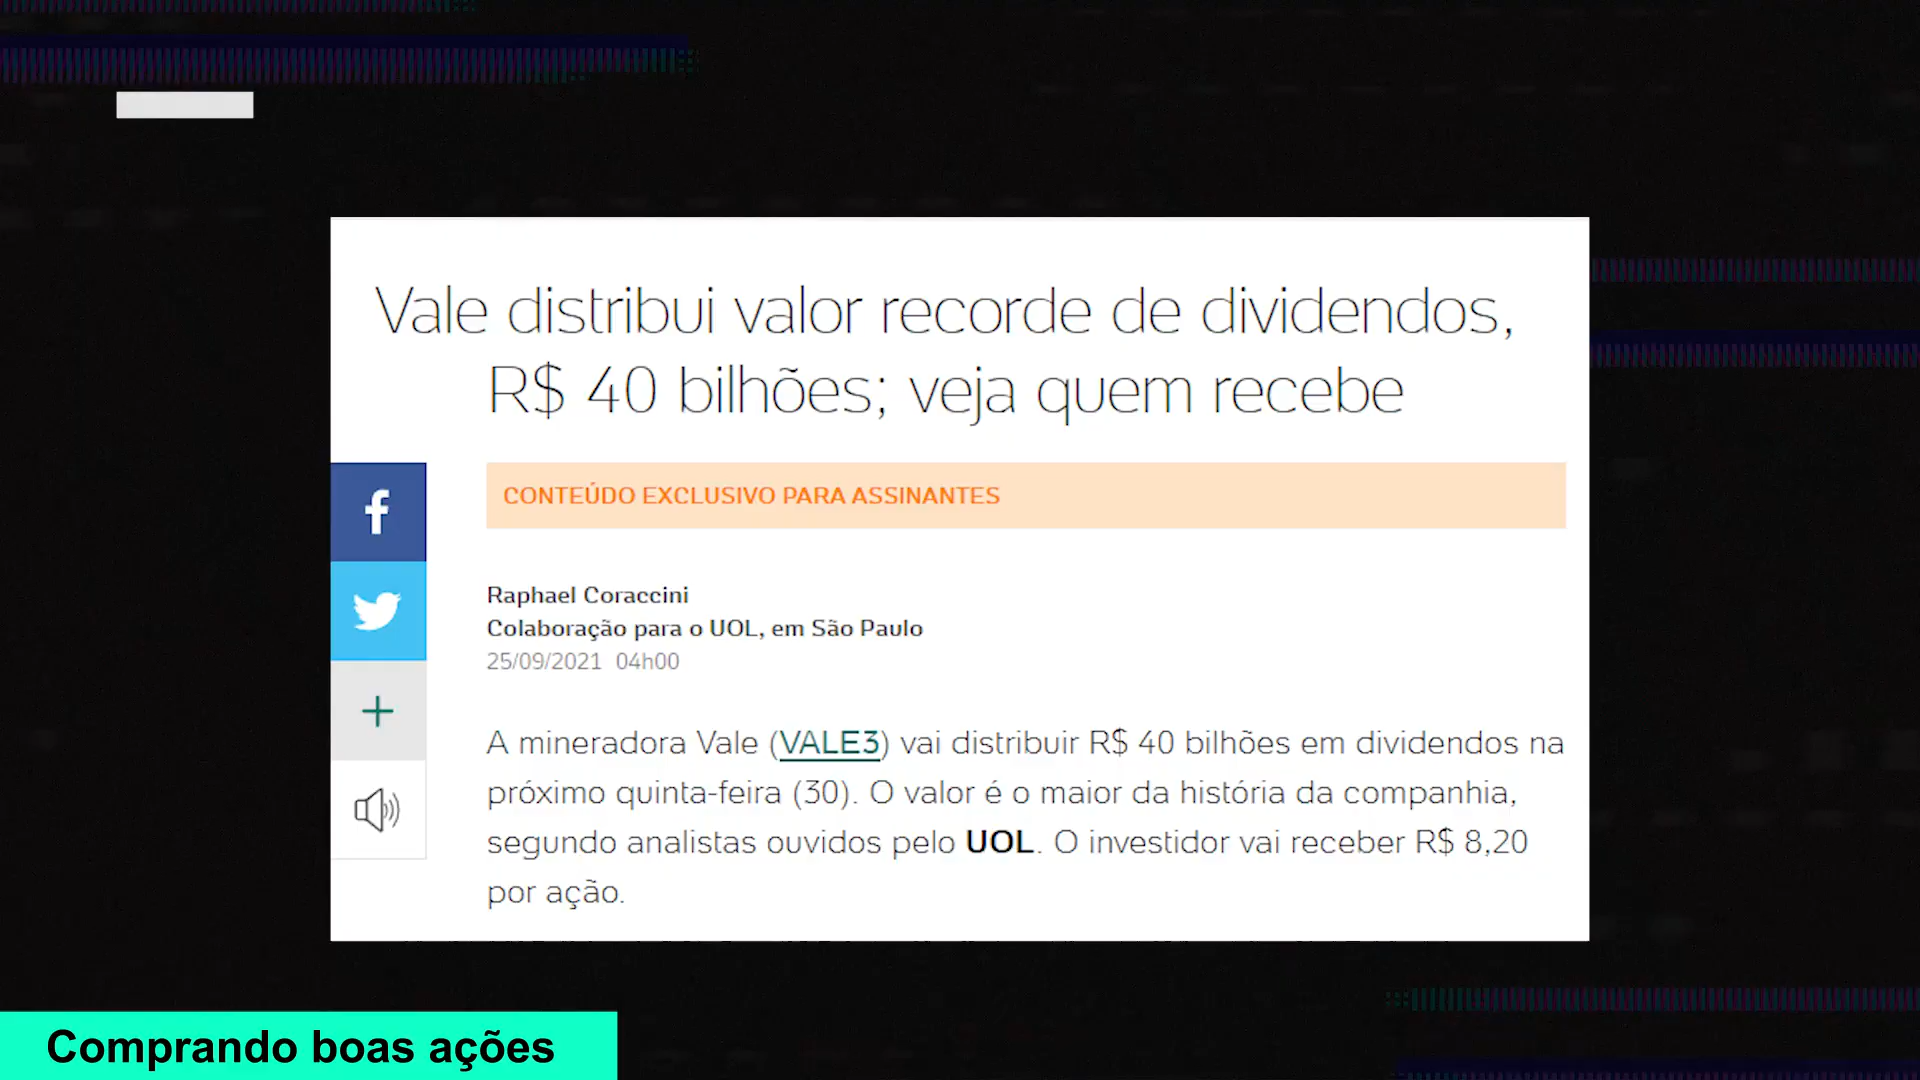 Vale distribui valor recorde de dividendos,
R$ 40 bilhões; veja quem recebe
CONTEÚDO EXCLUSIVO PARA ASSINANTES
Raphael Coraccini
Colaboração para o UOL, em São Paulo
25/09/2021 04h00
A mineradora Vale (VALE3) vai distribuir R$ 40 bilhões em dividendos na
próximo quinta-feira (30). O valor é o maior da história da companhia,
segundo analistas ouvidos pelo UOL. O investidor vai receber R$ 8,20
por ação.
Comprando boas ações